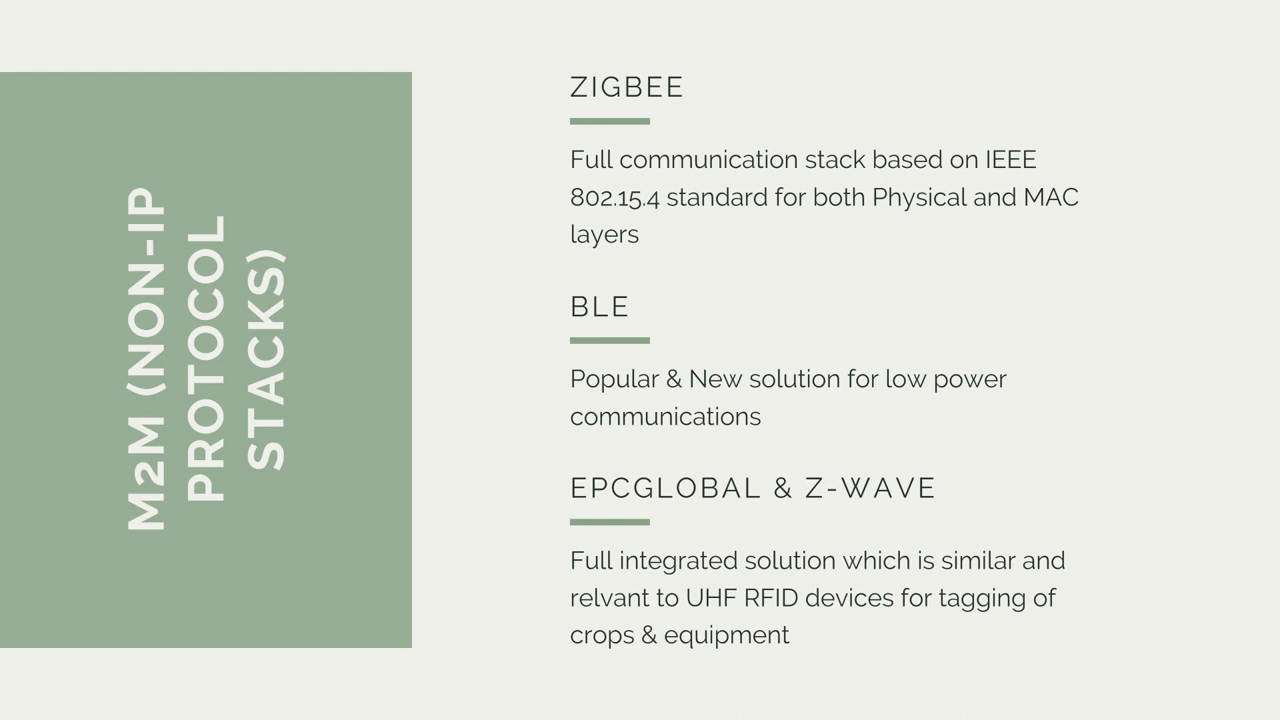 M2M (NON-IP
PROTOCOL
STACKS)
ZIGBEE
Full communication stack based on IEEE
802.15.4 standard for both Physical and MAC
layers
BLE
Popular & New solution for low power
communications
EPCGLOBAL & Z-WAVE
Full integrated solution which is similar and
relvant to UHF RFID devices for tagging of
crops & equipment